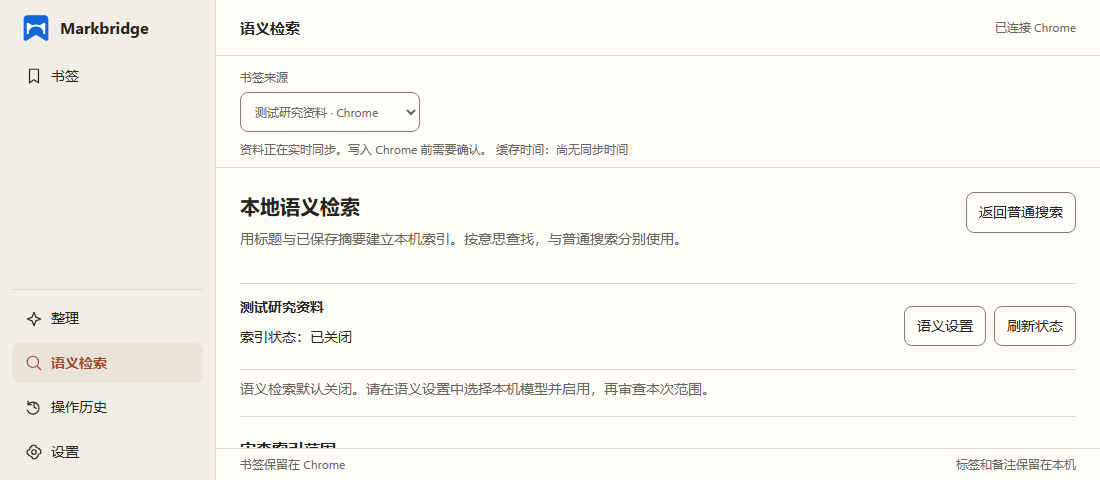 Markbridge
书签
整理
语义检索
操作历史
设置
语义检索
已连接 Chrome
书签来源
测试研究资料 · Chrome
资料正在实时同步。写入 Chrome 前需要确认。 缓存时间：尚无同步时间
本地语义检索
返回普通搜索
用标题与已保存摘要建立本机索引。按意思查找，与普通搜索分别使用。
测试研究资料
索引状态：已关闭
语义设置
刷新状态
语义检索默认关闭。请在语义设置中选择本机模型并启用，再审查本次范围。
审查索引范围
书签保留在 Chrome
标签和备注保留在本机